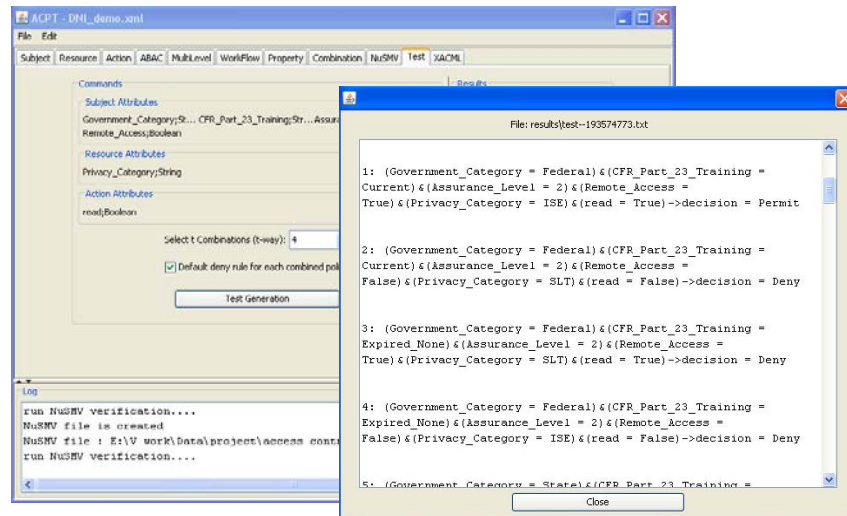 ACPT - DNI_demo.xml
File Edit
Subject Resource Action ABAC MultiLevel WorkFlow Property Combination NuSMV Test XACML
Commands
Results
Subject Attributes
Government_Category;St... CFR_Part_23_Training;Str...Assura
Remote_Access;Boolean
Resource Attributes
Privacy_Category;String
Action Attributes
read;Boolean
Select t Combinations (t-way): 4
Default deny rule for each combined pol
Test Generation
Log
run NuSMV verification....
NuSMV file is created
NuSMV file : E:\V work\Data\project\access contr
run NuSMV verification....
File: results\test--193574773.txt
1: (Government_Category = Federal)&(CFR_Part_23_Training =
Current)&(Assurance_Level = 2)&(Remote_Access =
True)&(Privacy_Category = ISE)&(read = True)->decision = Permit
2: (Government_Category = Federal)&(CFR_Part_23_Training =
Current)&(Assurance_Level = 2)&(Remote_Access =
False)&(Privacy_Category = SLT)&(read = False)->decision = Deny
3: (Government_Category = Federal)&(CFR_Part_23_Training =
Expired_None)&(Assurance_Level = 2)&(Remote_Access =
True)&(Privacy_Category = SLT)&(read = True)->decision = Deny
4: (Government_Category = Federal)&(CFR_Part_23_Training =
Expired_None)&(Assurance_Level = 2)&(Remote_Access =
False)&(Privacy_Category = ISE)&(read = False)->decision = Deny
5: (Government_Category = State)&(CFR_Part_23_Training =
Close